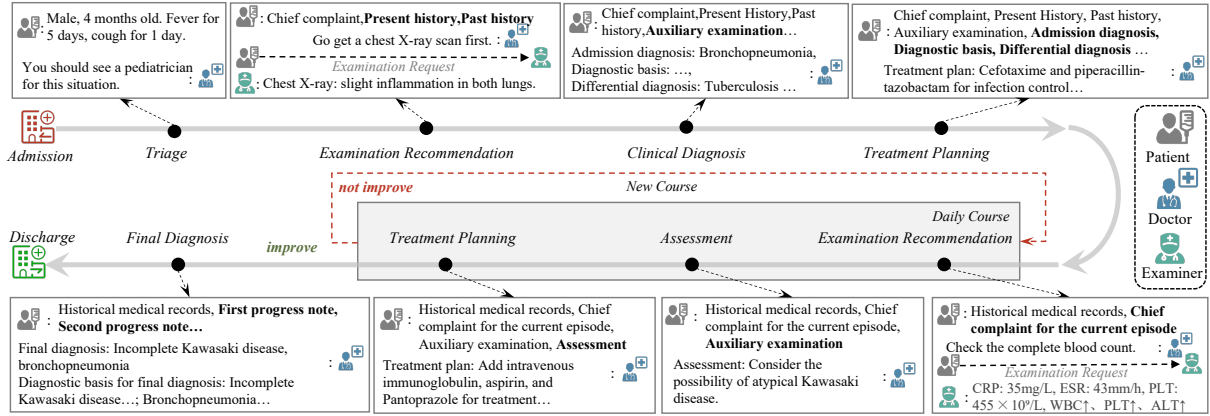 : Male, 4 months old. Fever for
5 days, cough for 1 day.
You should see a pediatrician
for this situation.
:
: Chief complaint,Present history,Past history
Go get a chest X-ray scan first. :
:
Examination Request
: Chest X-ray: slight inflammation in both lungs.
: Chief complaint,Present History,Past
history,Auxiliary examination…
Admission diagnosis: Bronchopneumonia,
Diagnostic basis: …,
Differential diagnosis: Tuberculosis …
:
: Chief complaint, Present History, Past history,
Auxiliary examination, Admission diagnosis,
Diagnostic basis, Differential diagnosis …
Treatment plan: Cefotaxime and piperacillin-
tazobactam for infection control…
:
Admission
Triage
Examination Recommendation
Clinical Diagnosis
Treatment Planning
Patient
Doctor
Examiner
not improve
New Course
Daily Course
Discharge
Final Diagnosis
improve
Treatment Planning
Assessment
Examination Recommendation
: Historical medical records, First progress note,
Second progress note…
Final diagnosis: Incomplete Kawasaki disease,
bronchopneumonia
Diagnostic basis for final diagnosis: Incomplete
Kawasaki disease…; Bronchopneumonia…
:
: Historical medical records, Chief
complaint for the current episode,
Auxiliary examination, Assessment
Treatment plan: Add intravenous
immunoglobulin, aspirin, and
Pantoprazole for treatment…
:
: Historical medical records, Chief
complaint for the current episode,
Auxiliary examination
Assessment: Consider the
possibility of atypical Kawasaki
disease.
:
: Historical medical records, Chief
complaint for the current episode
Check the complete blood count. :
:
Examination Request
: CRP: 35mg/L, ESR: 43mm/h, PLT:
455 × 10⁹/L, WBC↑、PLT↑、ALT↑